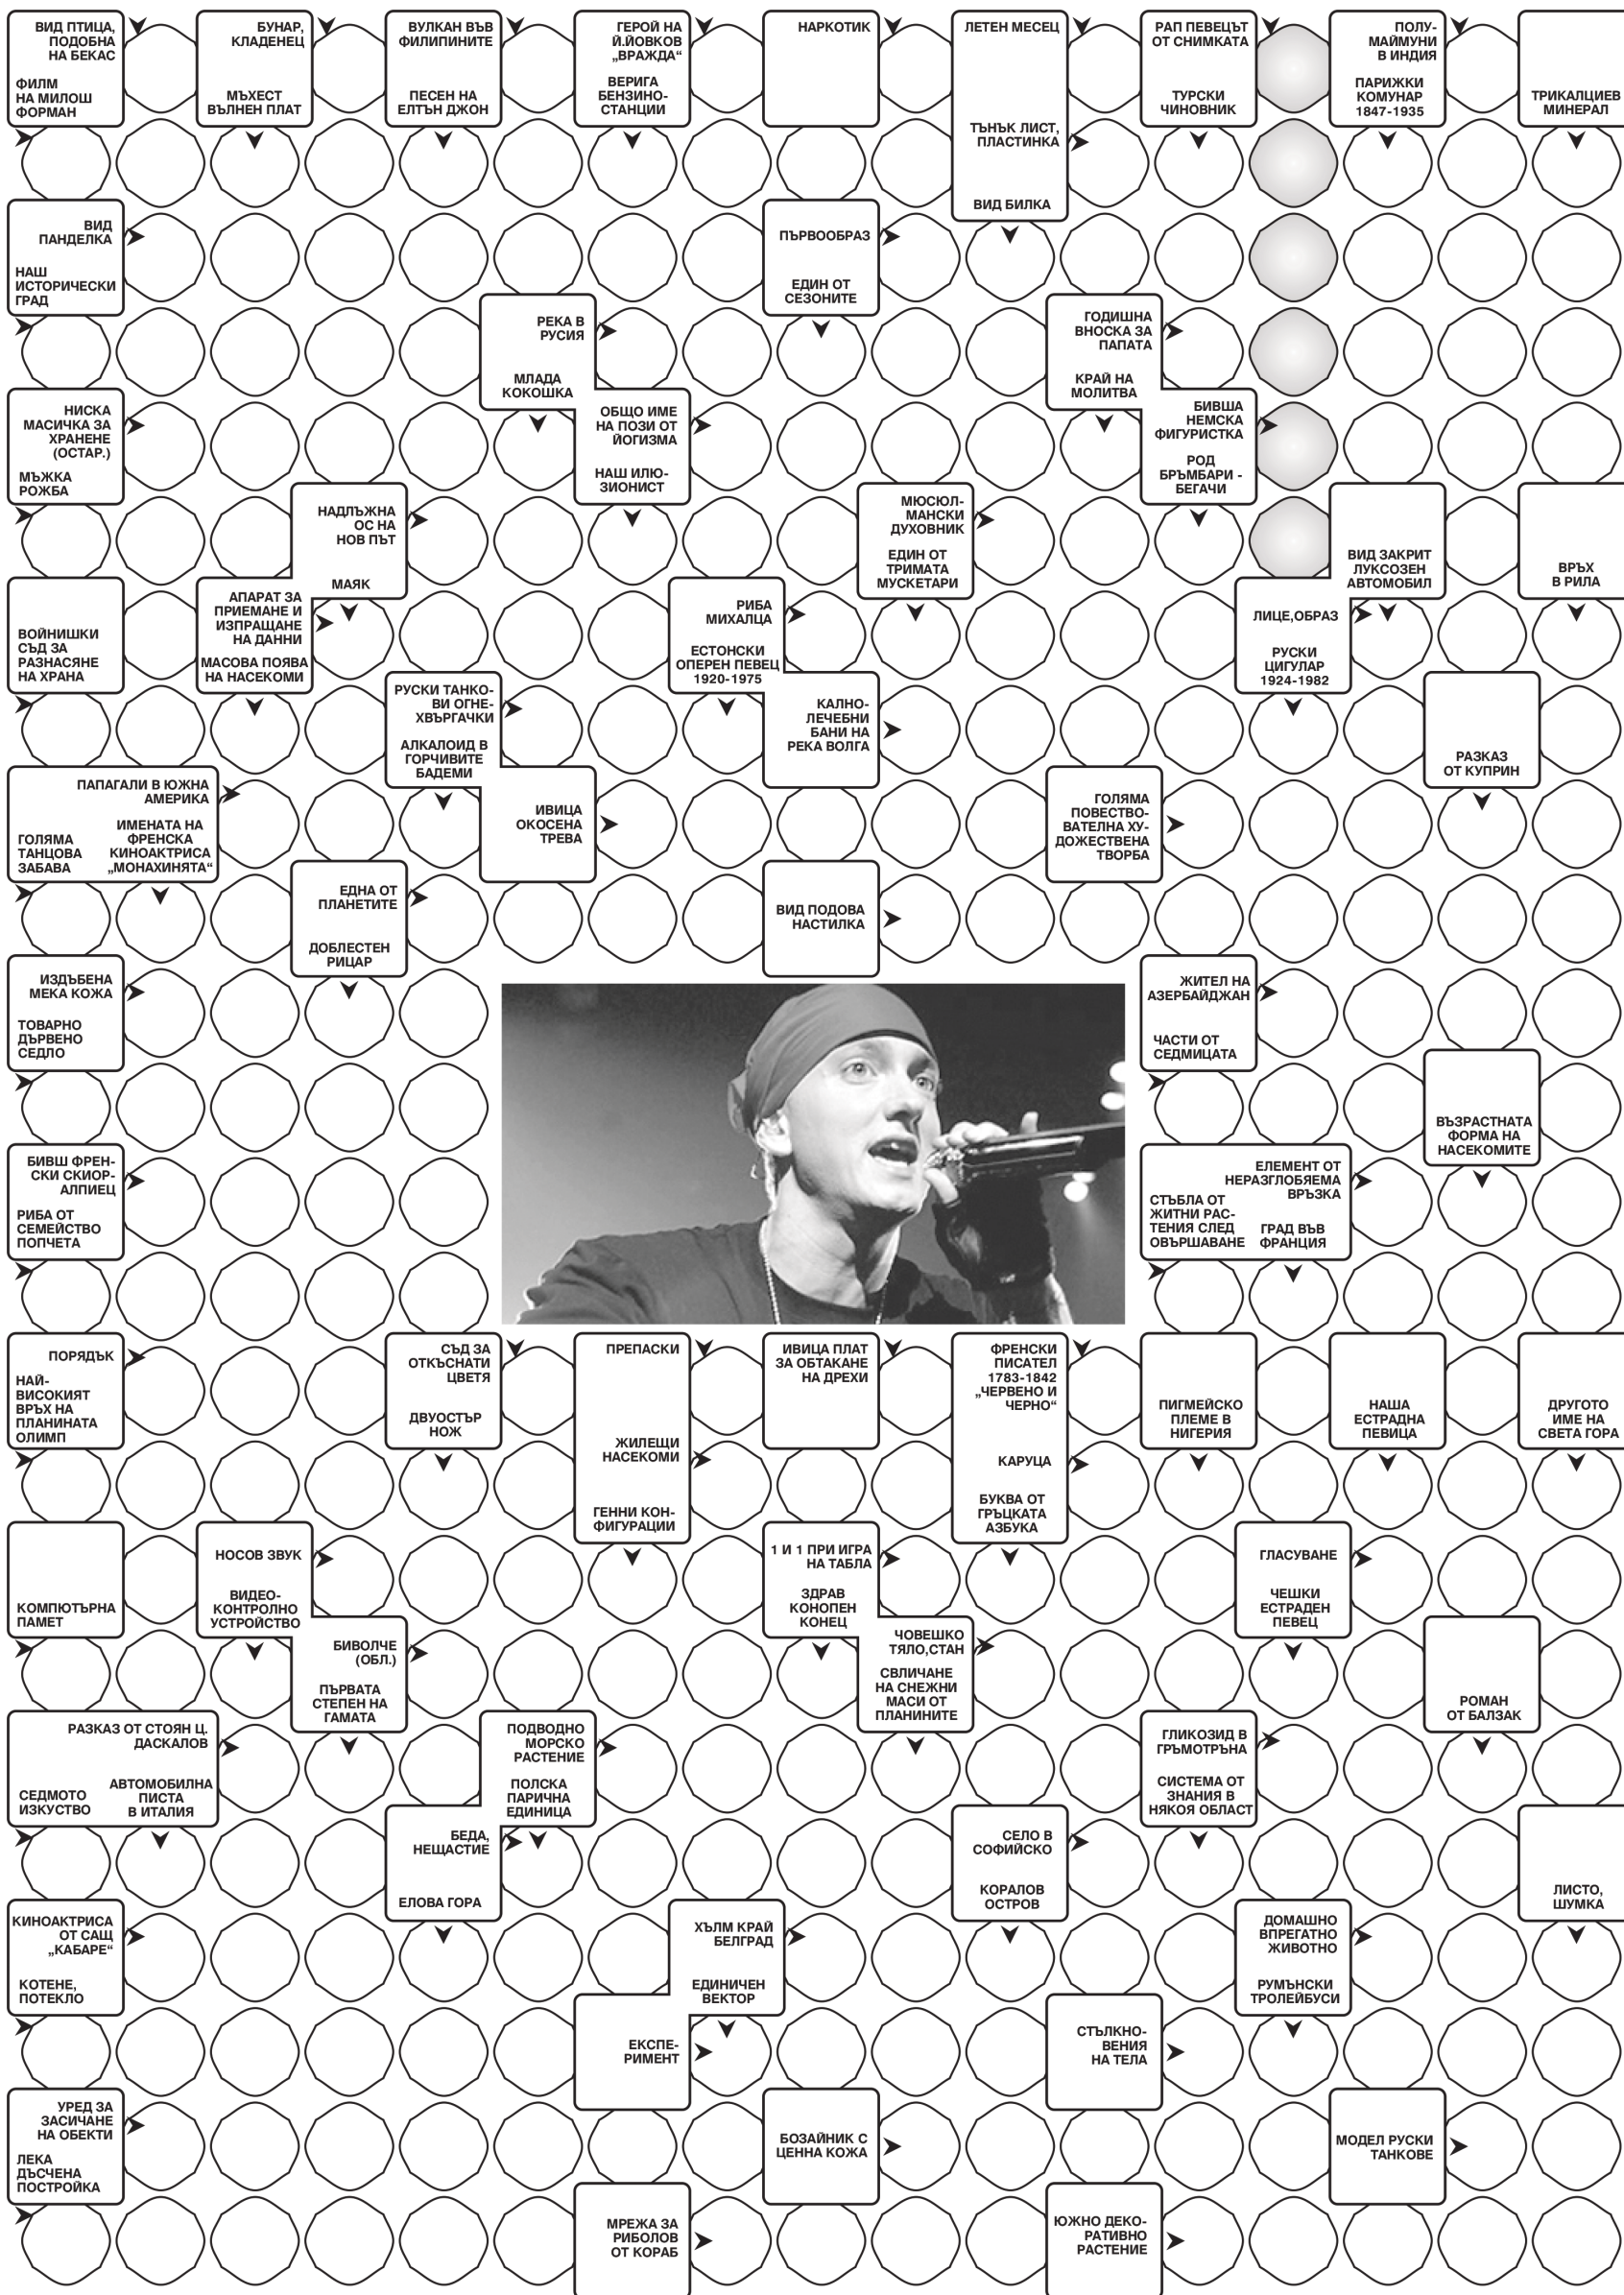 ВИД ПТИЦА,
ПОДОБНА
НА БЕКАС
ФИЛМ
НА МИЛОШ
ФОРМАН
БУНАР,
КЛАДЕНЕЦ
МЪХЕСТ
ВЪЛНЕН ПЛАТ
ВУЛКАН ВЪВ
ФИЛИПИНИТЕ
ПЕСЕН НА
ЕЛТЪН ДЖОН
ГЕРОЙ НА
Й.ЙОВКОВ
„ВРАЖДА“
ВЕРИГА
БЕНЗИНО-
СТАНЦИИ
НАРКОТИК
ЛЕТЕН МЕСЕЦ
ТЪНЪК ЛИСТ,
ПЛАСТИНКА
ВИД БИЛКА
РАП ПЕВЕЦЪТ
ОТ СНИМКАТА
ТУРСКИ
ЧИНОВНИК
ПОЛУ-
МАЙМУНИ
В ИНДИЯ
ПАРИЖКИ
КОМУНАР
1847-1935
ТРИКАЛЦИЕВ
МИНЕРАЛ
ВИД
ПАНДЕЛКА
НАШ
ИСТОРИЧЕСКИ
ГРАД
ПЪРВООБРАЗ
ЕДИН ОТ
СЕЗОНИТЕ
РЕКА В
РУСИЯ
МЛАДА
КОКОШКА
ГОДИШНА
ВНОСКА ЗА
ПАПАТА
КРАЙ НА
МОЛИТВА
НИСКА
МАСИЧКА ЗА
ХРАНЕНЕ
(ОСТАР.)
МЪЖКА
РОЖБА
ОБЩО ИМЕ
НА ПОЗИ ОТ
ЙОГИЗМА
НАШ ИЛЮ-
ЗИОНИСТ
БИВША
НЕМСКА
ФИГУРИСТКА
РОД
БРЪМБАРИ -
БЕГАЧИ
НАДЛЪЖНА
ОС НА
НОВ ПЪТ
МАЯК
МЮСЮЛ-
МАНСКИ
ДУХОВНИК
ЕДИН ОТ
ТРИМАТА
МУСКЕТАРИ
ВИД ЗАКРИТ
ЛУКСОЗЕН
АВТОМОБИЛ
ВРЪХ
В РИЛА
ВОЙНИШКИ
СЪД ЗА
РАЗНАСЯНЕ
НА ХРАНА
АПАРАТ ЗА
ПРИЕМАНЕ И
ИЗПРАЩАНЕ
НА ДАННИ
МАСОВА ПОЯВА
НА НАСЕКОМИ
РИБА
МИХАЛЦА
ЕСТОНСКИ
ОПЕРЕН ПЕВЕЦ
1920-1975
ЛИЦЕ,ОБРАЗ
РУСКИ
ЦИГУЛАР
1924-1982
РУСКИ ТАНКО-
ВИ ОГНЕ-
ХВЪРГАЧКИ
АЛКАЛОИД В
ГОРЧИВИТЕ
БАДЕМИ
КАЛНО-
ЛЕЧЕБНИ
БАНИ НА
РЕКА ВОЛГА
РАЗКАЗ
ОТ КУПРИН
ПАПАГАЛИ В ЮЖНА
АМЕРИКА
ГОЛЯМА
ТАНЦОВА
ЗАБАВА
ИМЕНАТА НА
ФРЕНСКА
КИНОАКТРИСА
„МОНАХИНЯТА“
ИВИЦА
ОКОСЕНА
ТРЕВА
ГОЛЯМА
ПОВЕСТВО-
ВАТЕЛНА ХУ-
ДОЖЕСТВЕНА
ТВОРБА
ЕДНА ОТ
ПЛАНЕТИТЕ
ДОБЛЕСТЕН
РИЦАР
ВИД ПОДОВА
НАСТИЛКА
ИЗДЪБЕНА
МЕКА КОЖА
ТОВАРНО
ДЪРВЕНО
СЕДЛО
ЖИТЕЛ НА
АЗЕРБАЙДЖАН
ЧАСТИ ОТ
СЕДМИЦАТА
ВЪЗРАСТНАТА
ФОРМА НА
НАСЕКОМИТЕ
БИВШ ФРЕН-
СКИ СКИОР-
АЛПИЕЦ
РИБА ОТ
СЕМЕЙСТВО
ПОПЧЕТА
ЕЛЕМЕНТ ОТ
НЕРАЗГЛОБЯЕМА
ВРЪЗКА
СТЪБЛА ОТ
ЖИТНИ РАС-
ТЕНИЯ СЛЕД
ОВЪРШАВАНЕ
ГРАД ВЪВ
ФРАНЦИЯ
ПОРЯДЪК
НАЙ-
ВИСОКИЯТ
ВРЪХ НА
ПЛАНИНАТА
ОЛИМП
СЪД ЗА
ОТКЪСНАТИ
ЦВЕТЯ
ДВУОСТЪР
НОЖ
ПРЕПАСКИ
ЖИЛЕЩИ
НАСЕКОМИ
ГЕННИ КОН-
ФИГУРАЦИИ
ИВИЦА ПЛАТ
ЗА ОБТАКАНЕ
НА ДРЕХИ
ФРЕНСКИ
ПИСАТЕЛ
1783-1842
„ЧЕРВЕНО И
ЧЕРНО“
КАРУЦА
БУКВА ОТ
ГРЪЦКАТА
АЗБУКА
ПИГМЕЙСКО
ПЛЕМЕ В
НИГЕРИЯ
НАША
ЕСТРАДНА
ПЕВИЦА
ДРУГОТО
ИМЕ НА
СВЕТА ГОРА
КОМПЮТЪРНА
ПАМЕТ
НОСОВ ЗВУК
ВИДЕО-
КОНТРОЛНО
УСТРОЙСТВО
1 И 1 ПРИ ИГРА
НА ТАБЛА
ЗДРАВ
КОНОПЕН
КОНЕЦ
ГЛАСУВАНЕ
ЧЕШКИ
ЕСТРАДЕН
ПЕВЕЦ
БИВОЛЧЕ
(ОБЛ.)
ПЪРВАТА
СТЕПЕН НА
ГАМАТА
ЧОВЕШКО
ТЯЛО,СТАН
СВЛИЧАНЕ
НА СНЕЖНИ
МАСИ ОТ
ПЛАНИНИТЕ
РОМАН
ОТ БАЛЗАК
РАЗКАЗ ОТ СТОЯН Ц.
ДАСКАЛОВ
СЕДМОТО
ИЗКУСТВО
АВТОМОБИЛНА
ПИСТА
В ИТАЛИЯ
ПОДВОДНО
МОРСКО
РАСТЕНИЕ
ПОЛСКА
ПАРИЧНА
ЕДИНИЦА
ГЛИКОЗИД В
ГРЪМОТРЪНА
СИСТЕМА ОТ
ЗНАНИЯ В
НЯКОЯ ОБЛАСТ
БЕДА,
НЕЩАСТИЕ
ЕЛОВА ГОРА
СЕЛО В
СОФИЙСКО
КОРАЛОВ
ОСТРОВ
ЛИСТО,
ШУМКА
КИНОАКТРИСА
ОТ САЩ
„КАБАРЕ“
КОТЕНЕ,
ПОТЕКЛО
ХЪЛМ КРАЙ
БЕЛГРАД
ЕДИНИЧЕН
ВЕКТОР
ДОМАШНО
ВПРЕГАТНО
ЖИВОТНО
РУМЪНСКИ
ТРОЛЕЙБУСИ
ЕКСПЕ-
РИМЕНТ
СТЪЛКНО-
ВЕНИЯ
НА ТЕЛА
УРЕД ЗА
ЗАСИЧАНЕ
НА ОБЕКТИ
ЛЕКА
ДЪСЧЕНА
ПОСТРОЙКА
БОЗАЙНИК С
ЦЕННА КОЖА
МОДЕЛ РУСКИ
ТАНКОВЕ
МРЕЖА ЗА
РИБОЛОВ
ОТ КОРАБ
ЮЖНО ДЕКО-
РАТИВНО
РАСТЕНИЕ